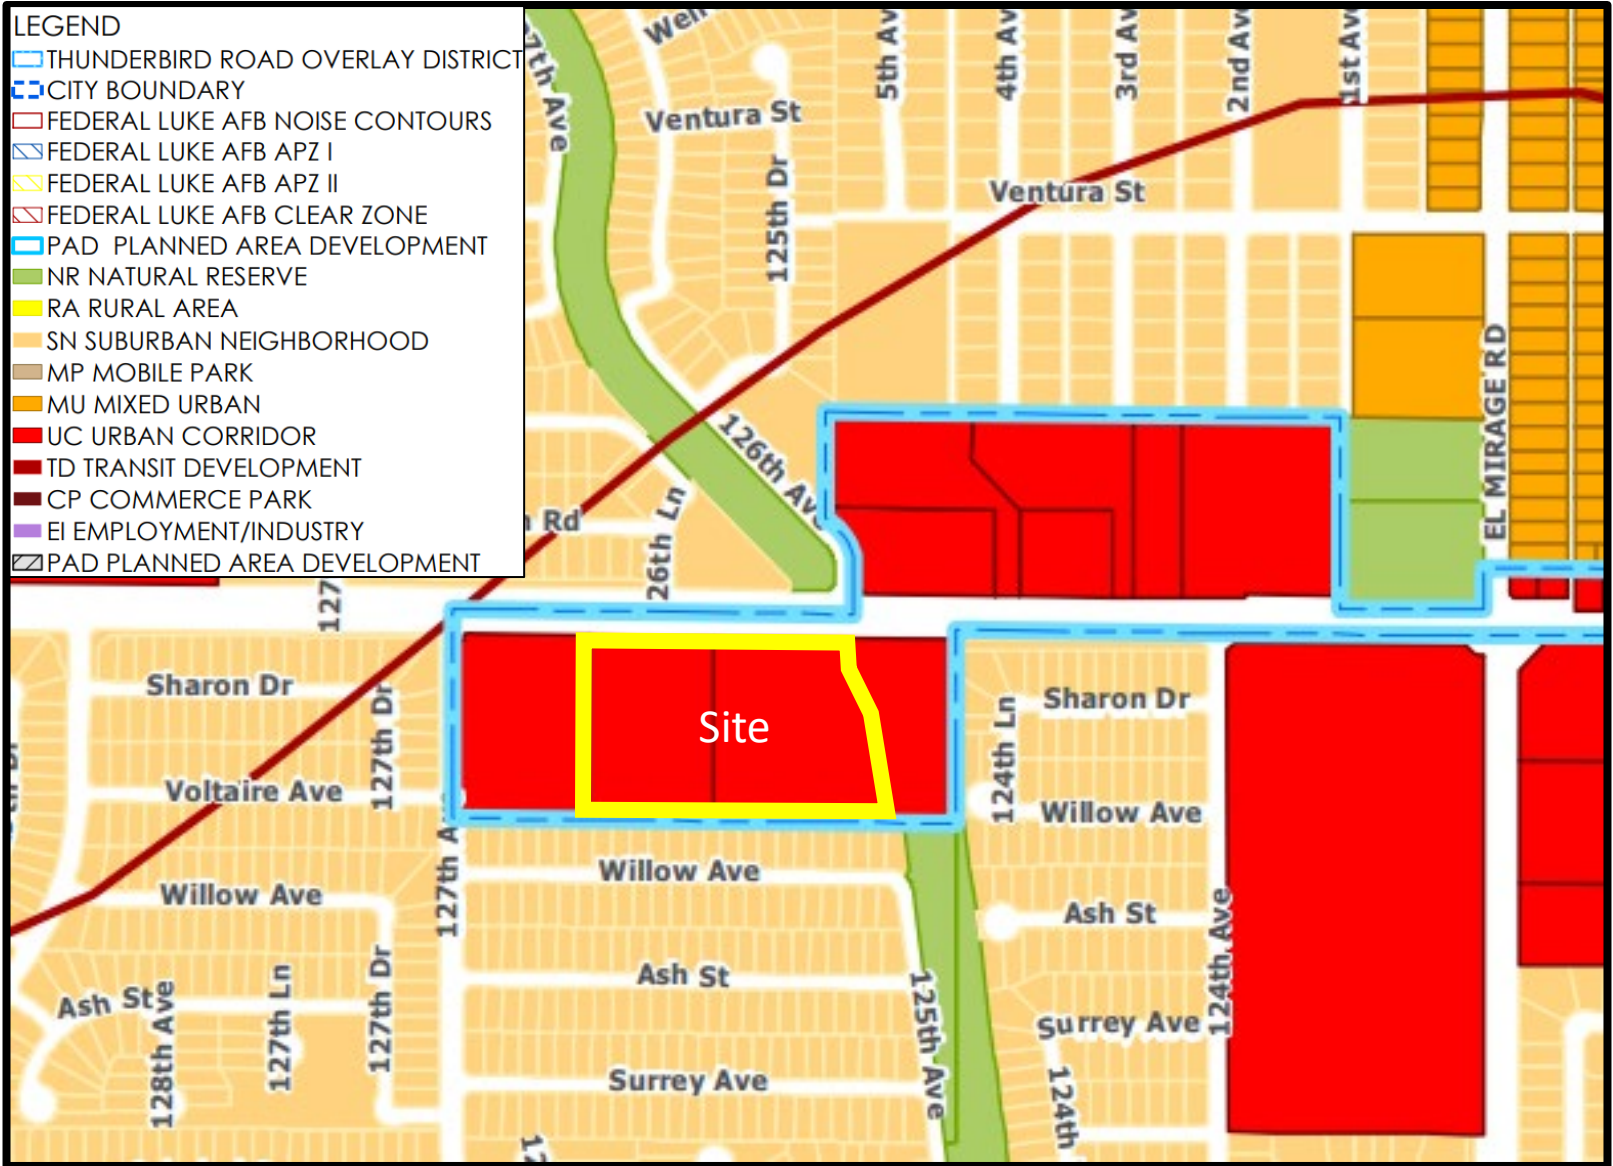 LEGEND
THUNDERBIRD ROAD OVERLAY DISTRICT
CITY BOUNDARY
FEDERAL LUKE AFB NOISE CONTOURS
FEDERAL LUKE AFB APZ I
FEDERAL LUKE AFB APZ II
FEDERAL LUKE AFB CLEAR ZONE
PAD PLANNED AREA DEVELOPMENT
NR NATURAL RESERVE
RA RURAL AREA
SN SUBURBAN NEIGHBORHOOD
MP MOBILE PARK
MU MIXED URBAN
UC URBAN CORRIDOR
TD TRANSIT DEVELOPMENT
CP COMMERCE PARK
EI EMPLOYMENT/INDUSTRY
PAD PLANNED AREA DEVELOPMENT
7th Ave
Ventura St
125th Dr
5th Av
4th Av
3rd Av
2nd Ave
1st Ave
Ventura St
EL MIRAGE RD
126th Ave
26th Ln
Rd
127
Sharon Dr
127th Dr
Voltaire Ave
Willow Ave
127th A
Site
Sharon Dr
124th Ln
Willow Ave
Willow Ave
Ash St
124th Ave
Ash St
128th Ave
127th Ln
127th Dr
Ash St
125th Ave
Surrey Ave
Surrey Ave
124th
12